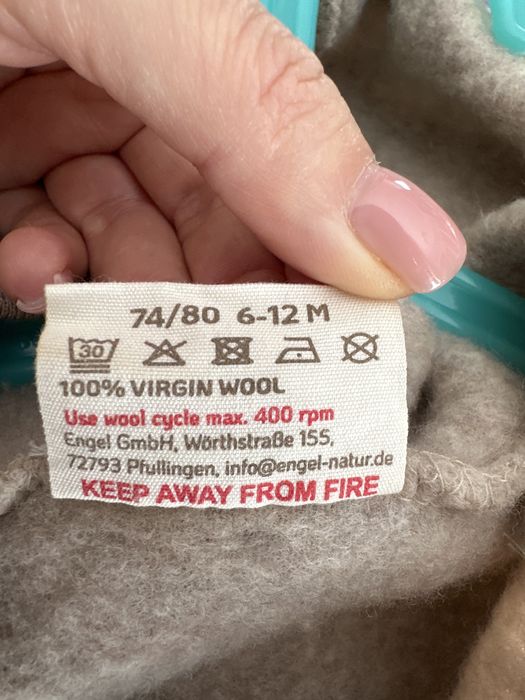 74/80 6-12 M
30
100% VIRGIN WOOL
Use wool cycle max. 400 rpm
Engel GmbH, Wörthstraße 155,
72793 Pfullingen, info@engel-natur.de
KEEP AWAY FROM FIRE